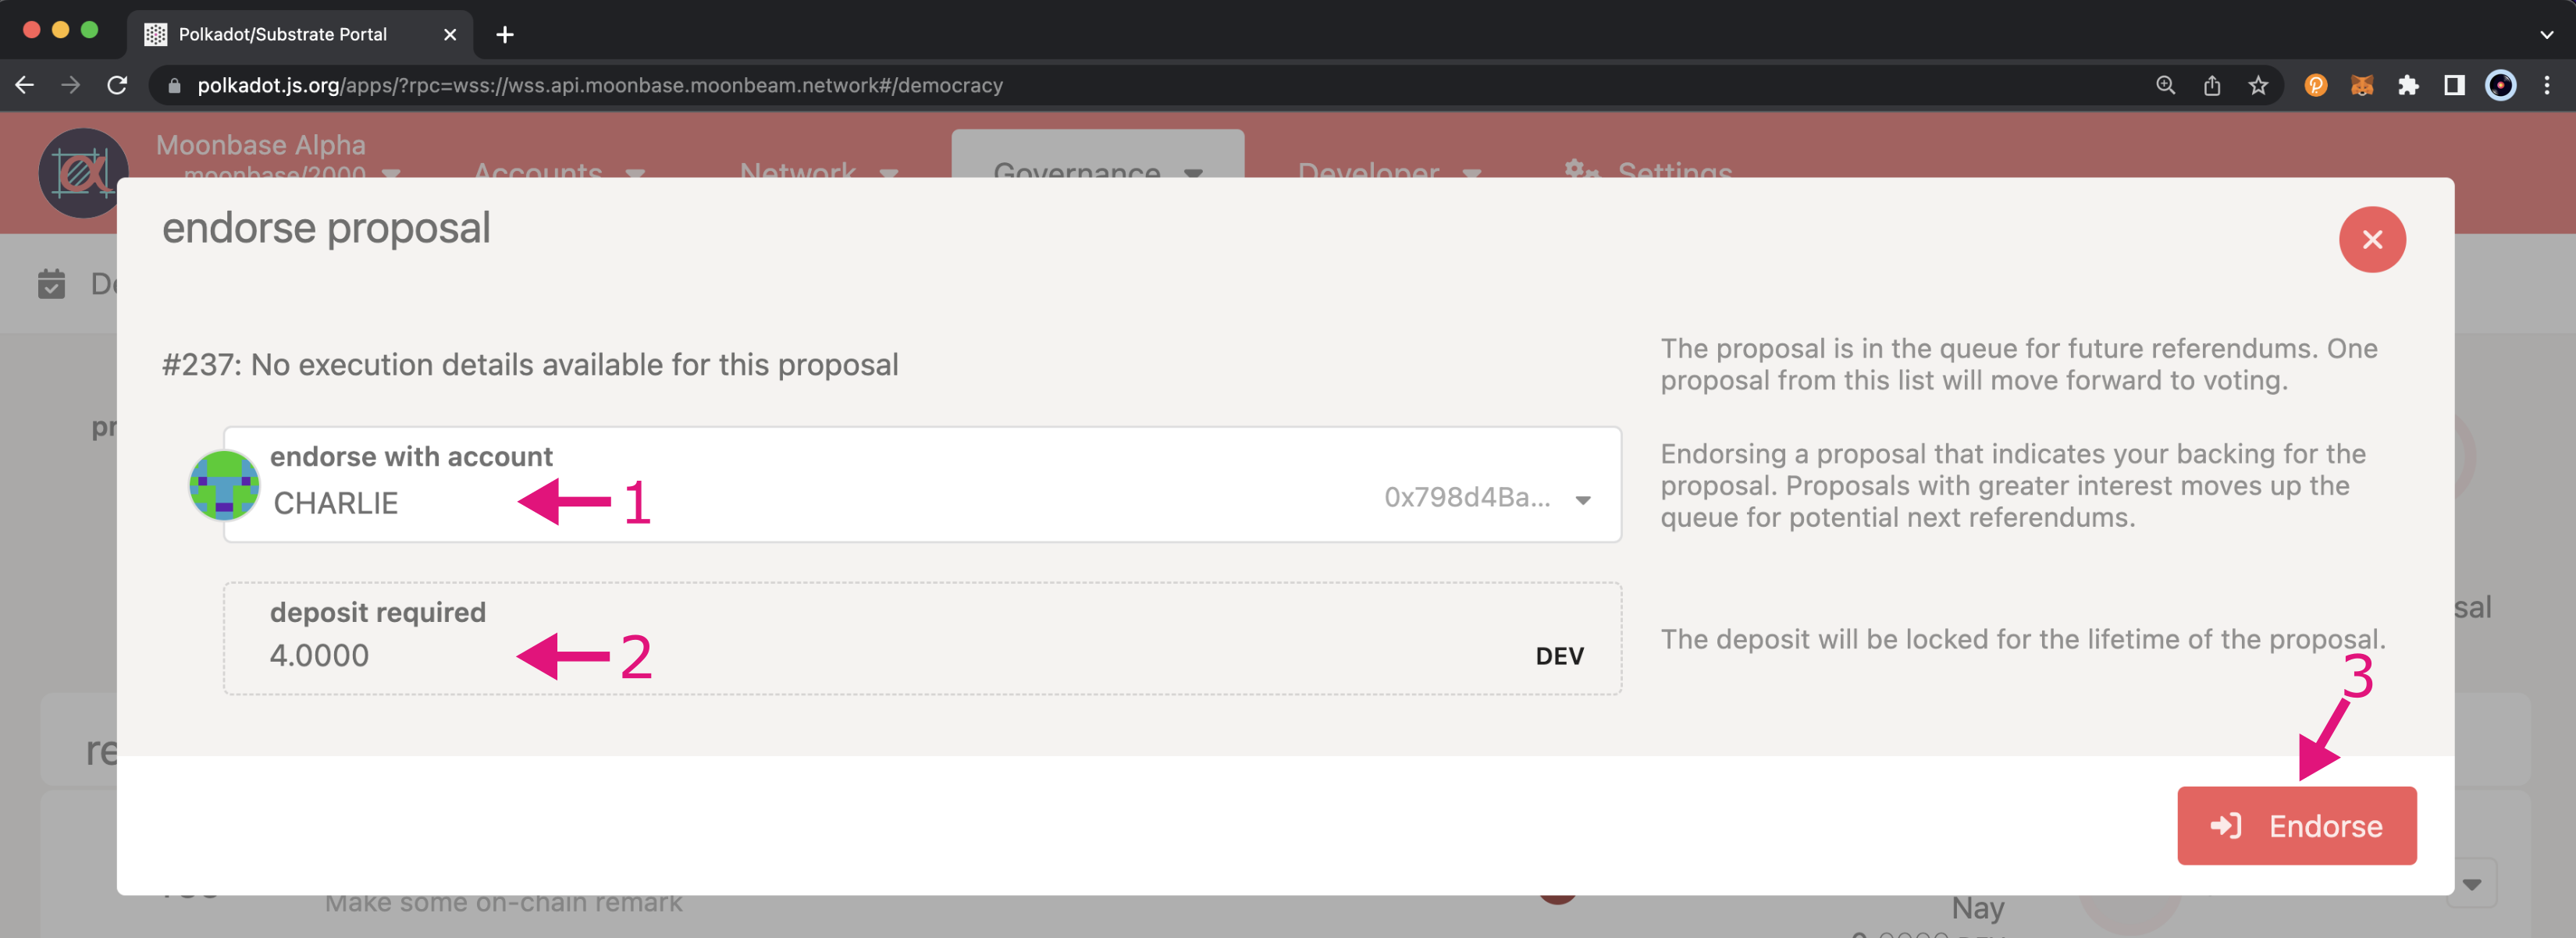 Polkadot/Substrate Portal
polkadot.js.org/apps/?rpc=wss://wss.api.moonbase.moonbeam.network#/democracy
Moonbase Alpha
moonbase/2000
Accounts
Network
Governance
Developer
Settings
endorse proposal
#237: No execution details available for this proposal
The proposal is in the queue for future referendums. One
proposal from this list will move forward to voting.
endorse with account
CHARLIE
1
0x798d4Ba...
Endorsing a proposal that indicates your backing for the
proposal. Proposals with greater interest moves up the
queue for potential next referendums.
deposit required
4.0000
2
DEV
The deposit will be locked for the lifetime of the proposal.
3
Endorse
Make some on-chain remark
Nay